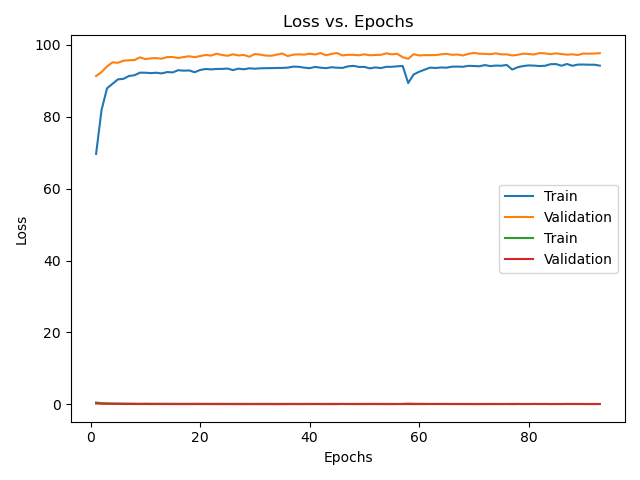 Loss vs. Epochs
100
80
60
40
20
0
Loss
Train
Validation
Train
Validation
0 20 40 60 80
Epochs